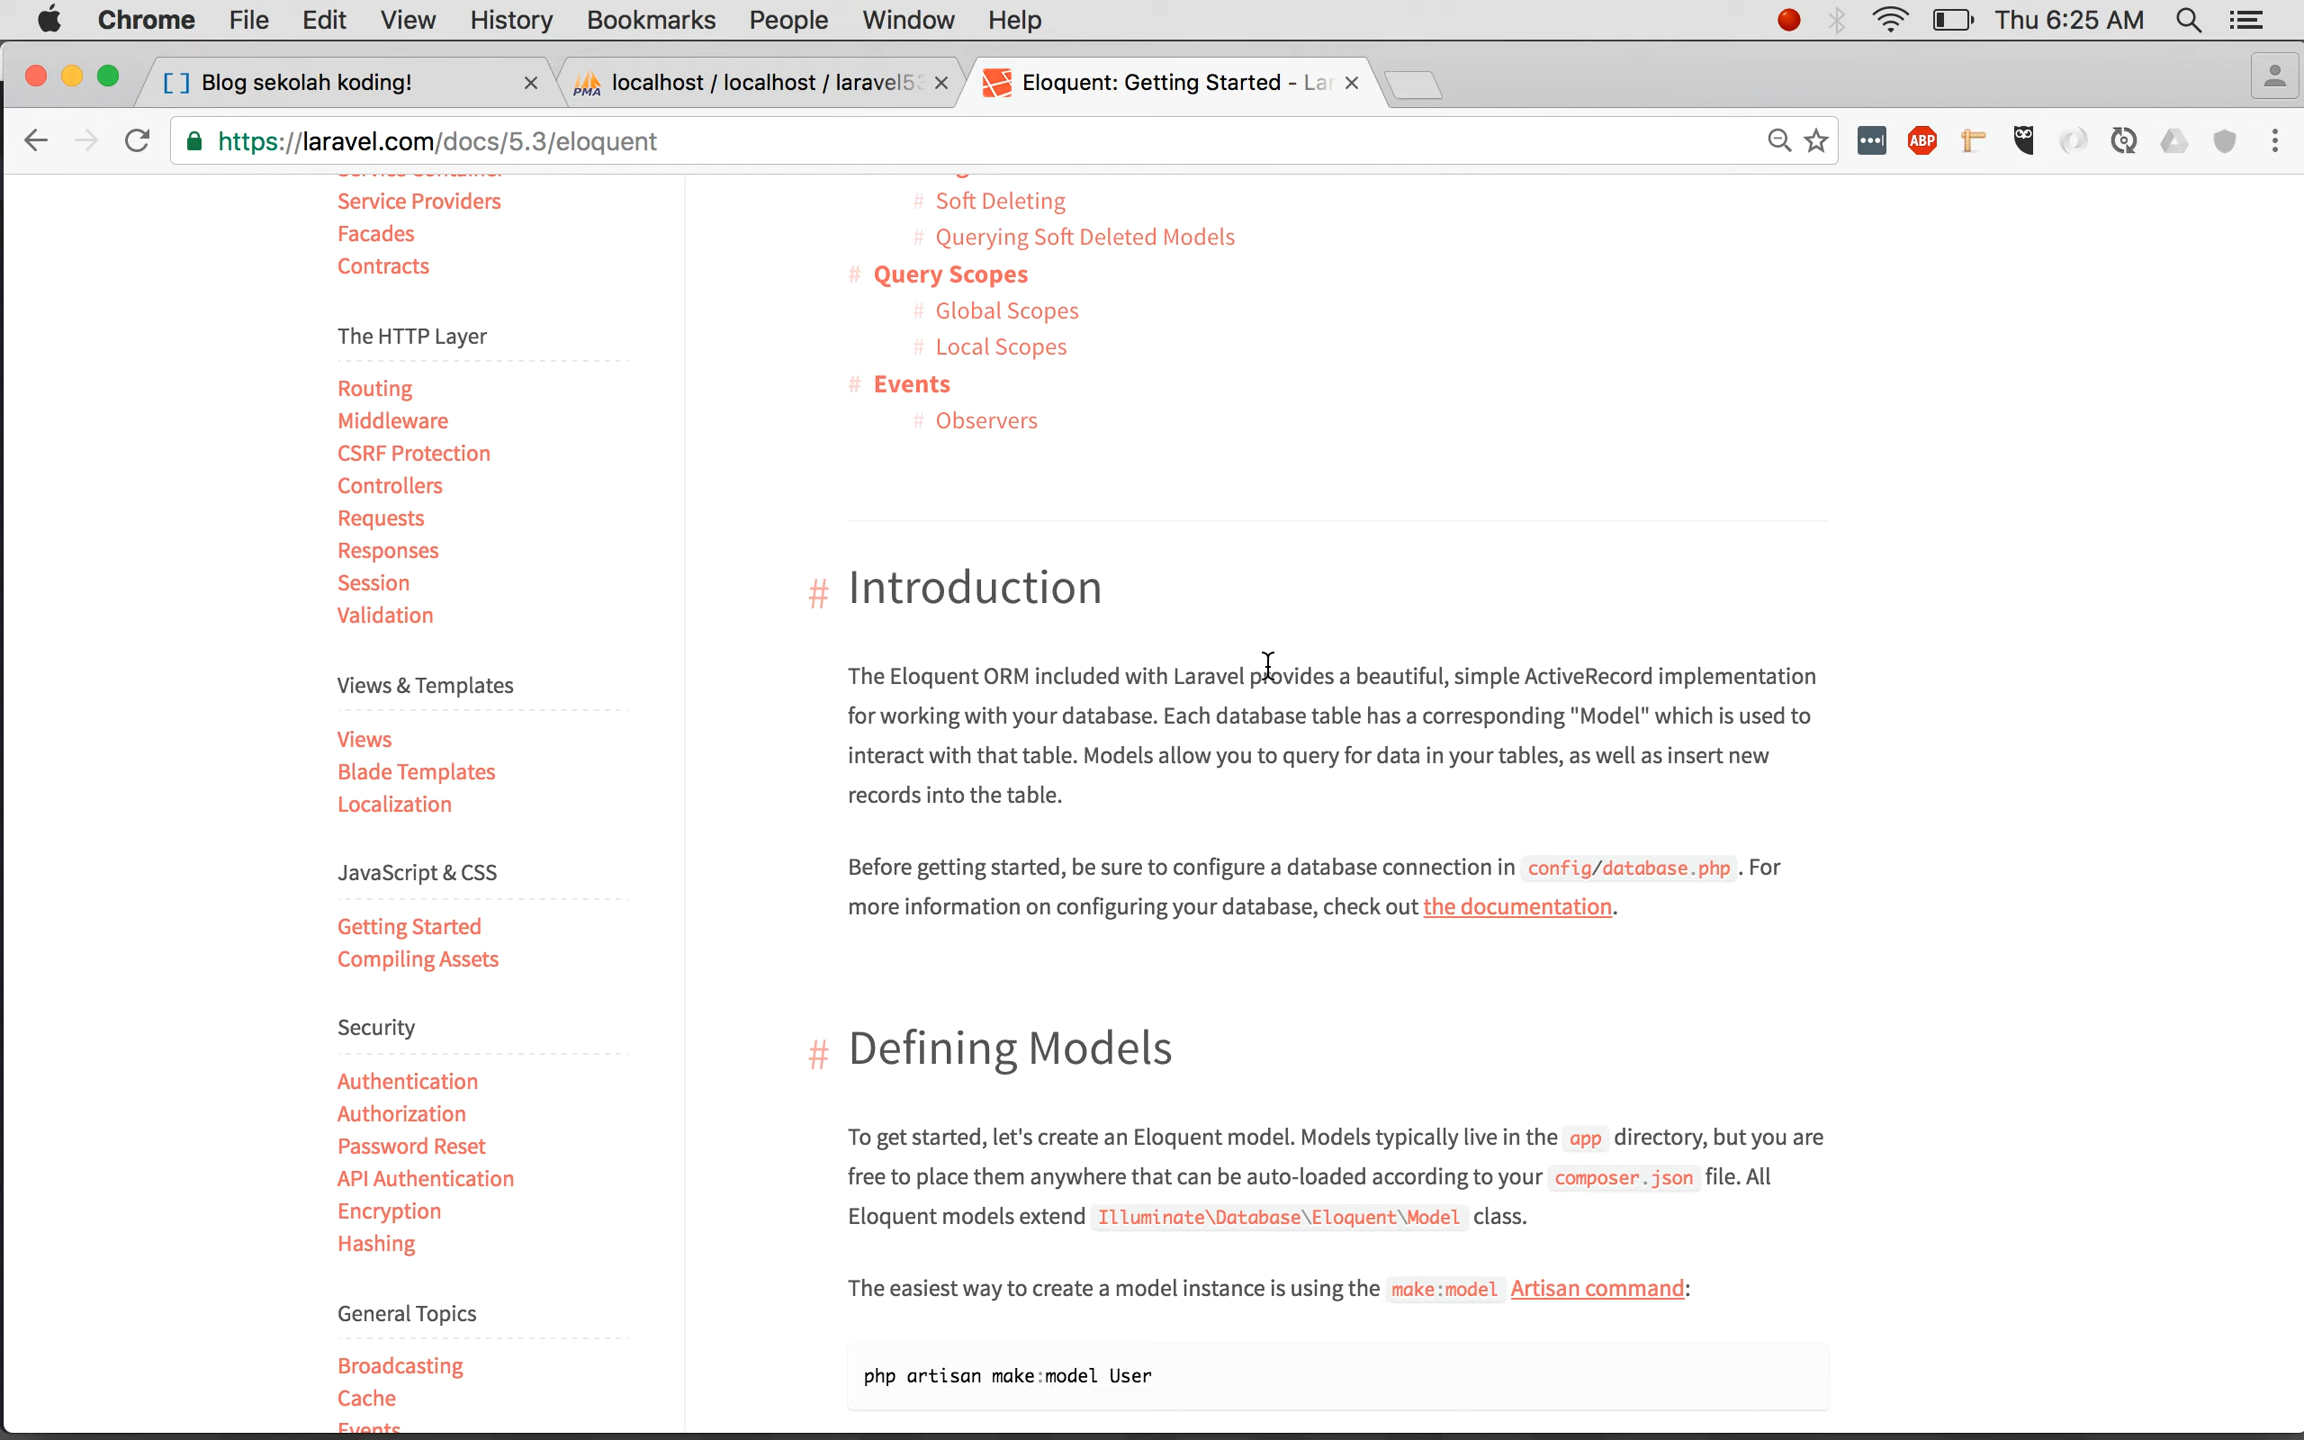 Chrome File Edit View History Bookmarks People Window Help Thu 6:25 AM
[ ] Blog sekolah koding!
PMA localhost / localhost / laravel53
Eloquent: Getting Started - Lar
https://laravel.com/docs/5.3/eloquent
ABP
Service Container
Service Providers
Facades
Contracts
The HTTP Layer
Routing
Middleware
CSRF Protection
Controllers
Requests
Responses
Session
Validation
Views & Templates
Views
Blade Templates
Localization
JavaScript & CSS
Getting Started
Compiling Assets
Security
Authentication
Authorization
Password Reset
API Authentication
Encryption
Hashing
General Topics
Broadcasting
Cache
Events
# Soft Deleting
# Querying Soft Deleted Models
# Query Scopes
# Global Scopes
# Local Scopes
# Events
# Observers
# Introduction
The Eloquent ORM included with Laravel provides a beautiful, simple ActiveRecord implementation
for working with your database. Each database table has a corresponding "Model" which is used to
interact with that table. Models allow you to query for data in your tables, as well as insert new
records into the table.
Before getting started, be sure to configure a database connection in config/database.php. For
more information on configuring your database, check out the documentation.
# Defining Models
To get started, let's create an Eloquent model. Models typically live in the app directory, but you are
free to place them anywhere that can be auto-loaded according to your composer.json file. All
Eloquent models extend Illuminate\Database\Eloquent\Model class.
The easiest way to create a model instance is using the make:model Artisan command:
php artisan make:model User